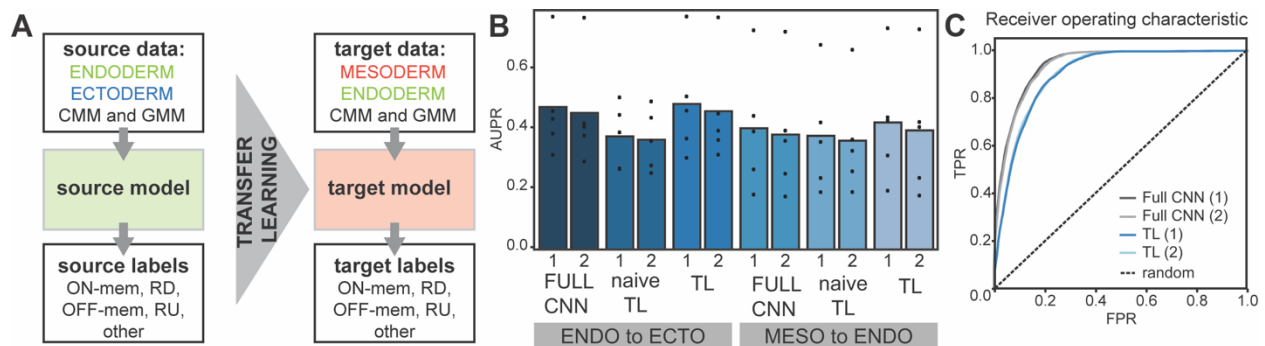 A
source data:
ENDODERM
ECTODERM
CMM and GMM
source model
source labels
ON-mem, RD,
OFF-mem, RU,
other
TRANSFER
LEARNING
target data:
MESODERM
ENDODERM
CMM and GMM
target model
target labels
ON-mem, RD,
OFF-mem, RU,
other
B
AUPR
0.6
0.4
0.2
0.0
1 2 1 2 1 2 1 2 1 2 1 2
FULL CNN
naive TL
TL
FULL CNN
naive TL
TL
ENDO to ECTO
MESO to ENDO
C
Receiver operating characteristic
TPR
1.0
0.8
0.6
0.4
0.2
0.0
Full CNN (1)
Full CNN (2)
TL (1)
TL (2)
random
0.2 0.4 0.6 0.8 1.0
FPR